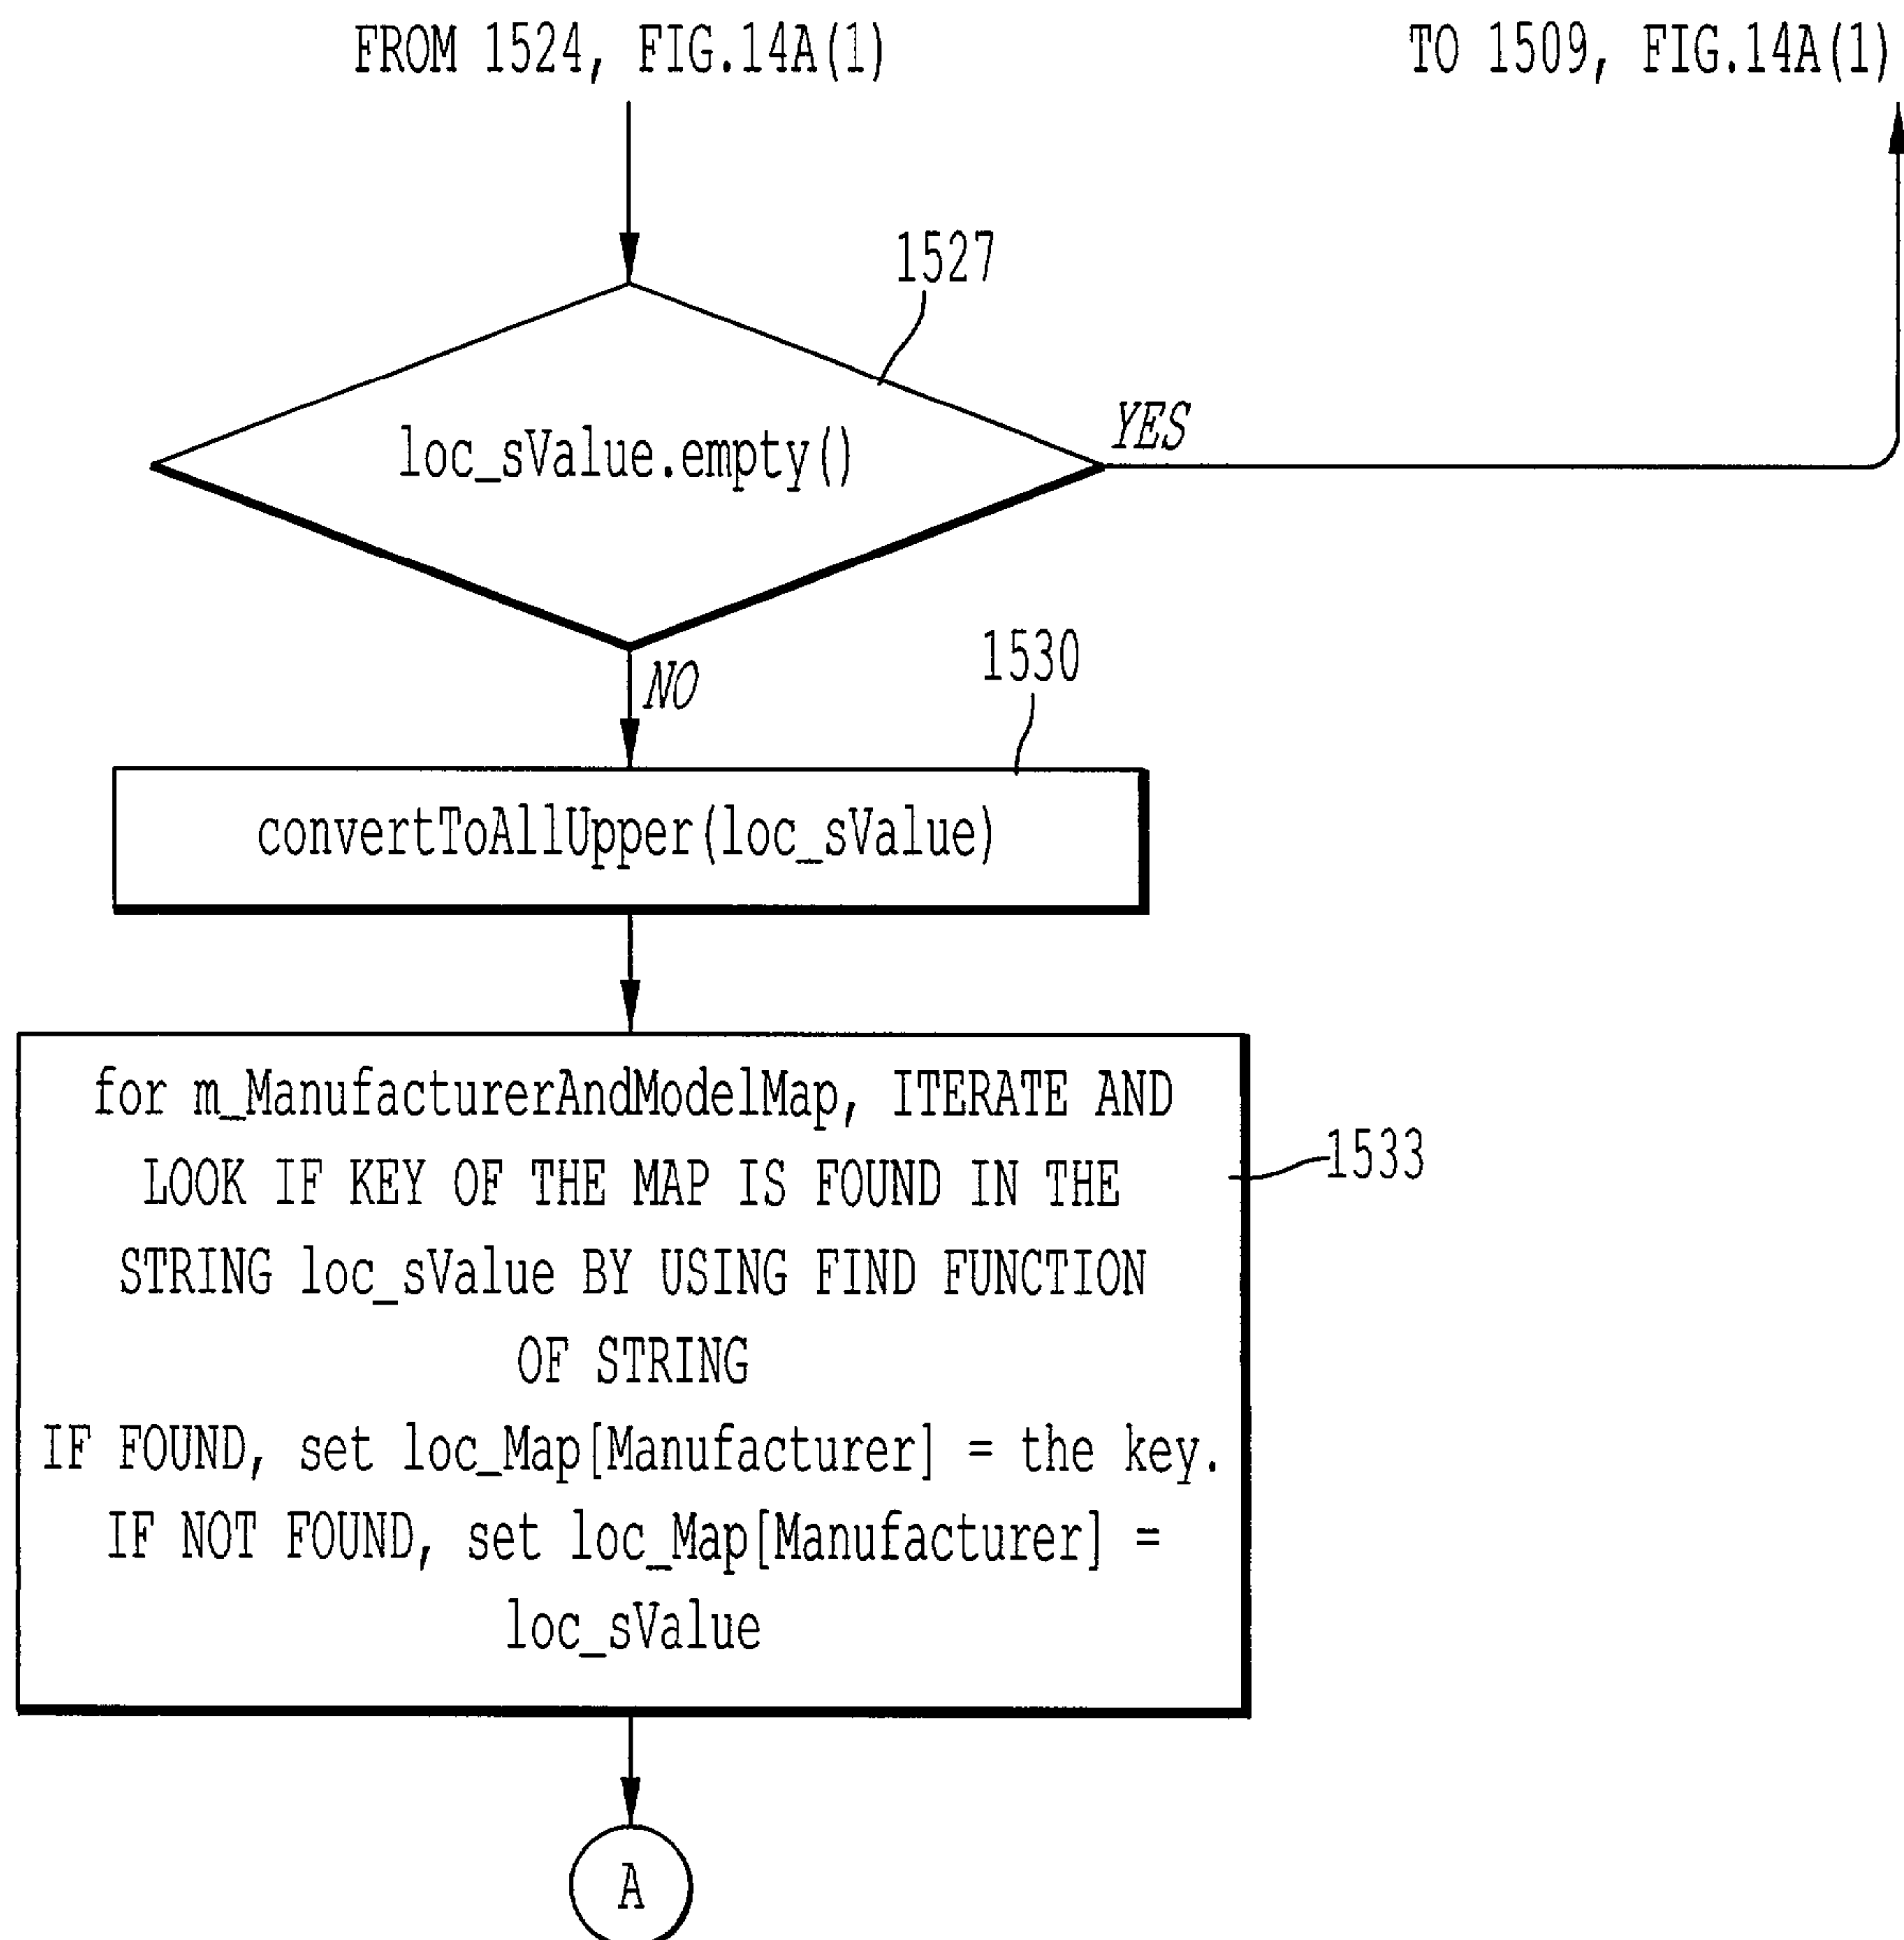 FROM 1524, FIG.14A(1)
TO 1509, FIG.14A(1)
1527
loc_sValue.empty()
YES
NO
1530
convertToAllUpper(loc_sValue)
for m_ManufacturerAndModelMap, ITERATE AND
LOOK IF KEY OF THE MAP IS FOUND IN THE
STRING loc_sValue BY USING FIND FUNCTION
OF STRING
IF FOUND, set loc_Map[Manufacturer] = the key.
IF NOT FOUND, set loc_Map[Manufacturer] =
loc_sValue
1533
A